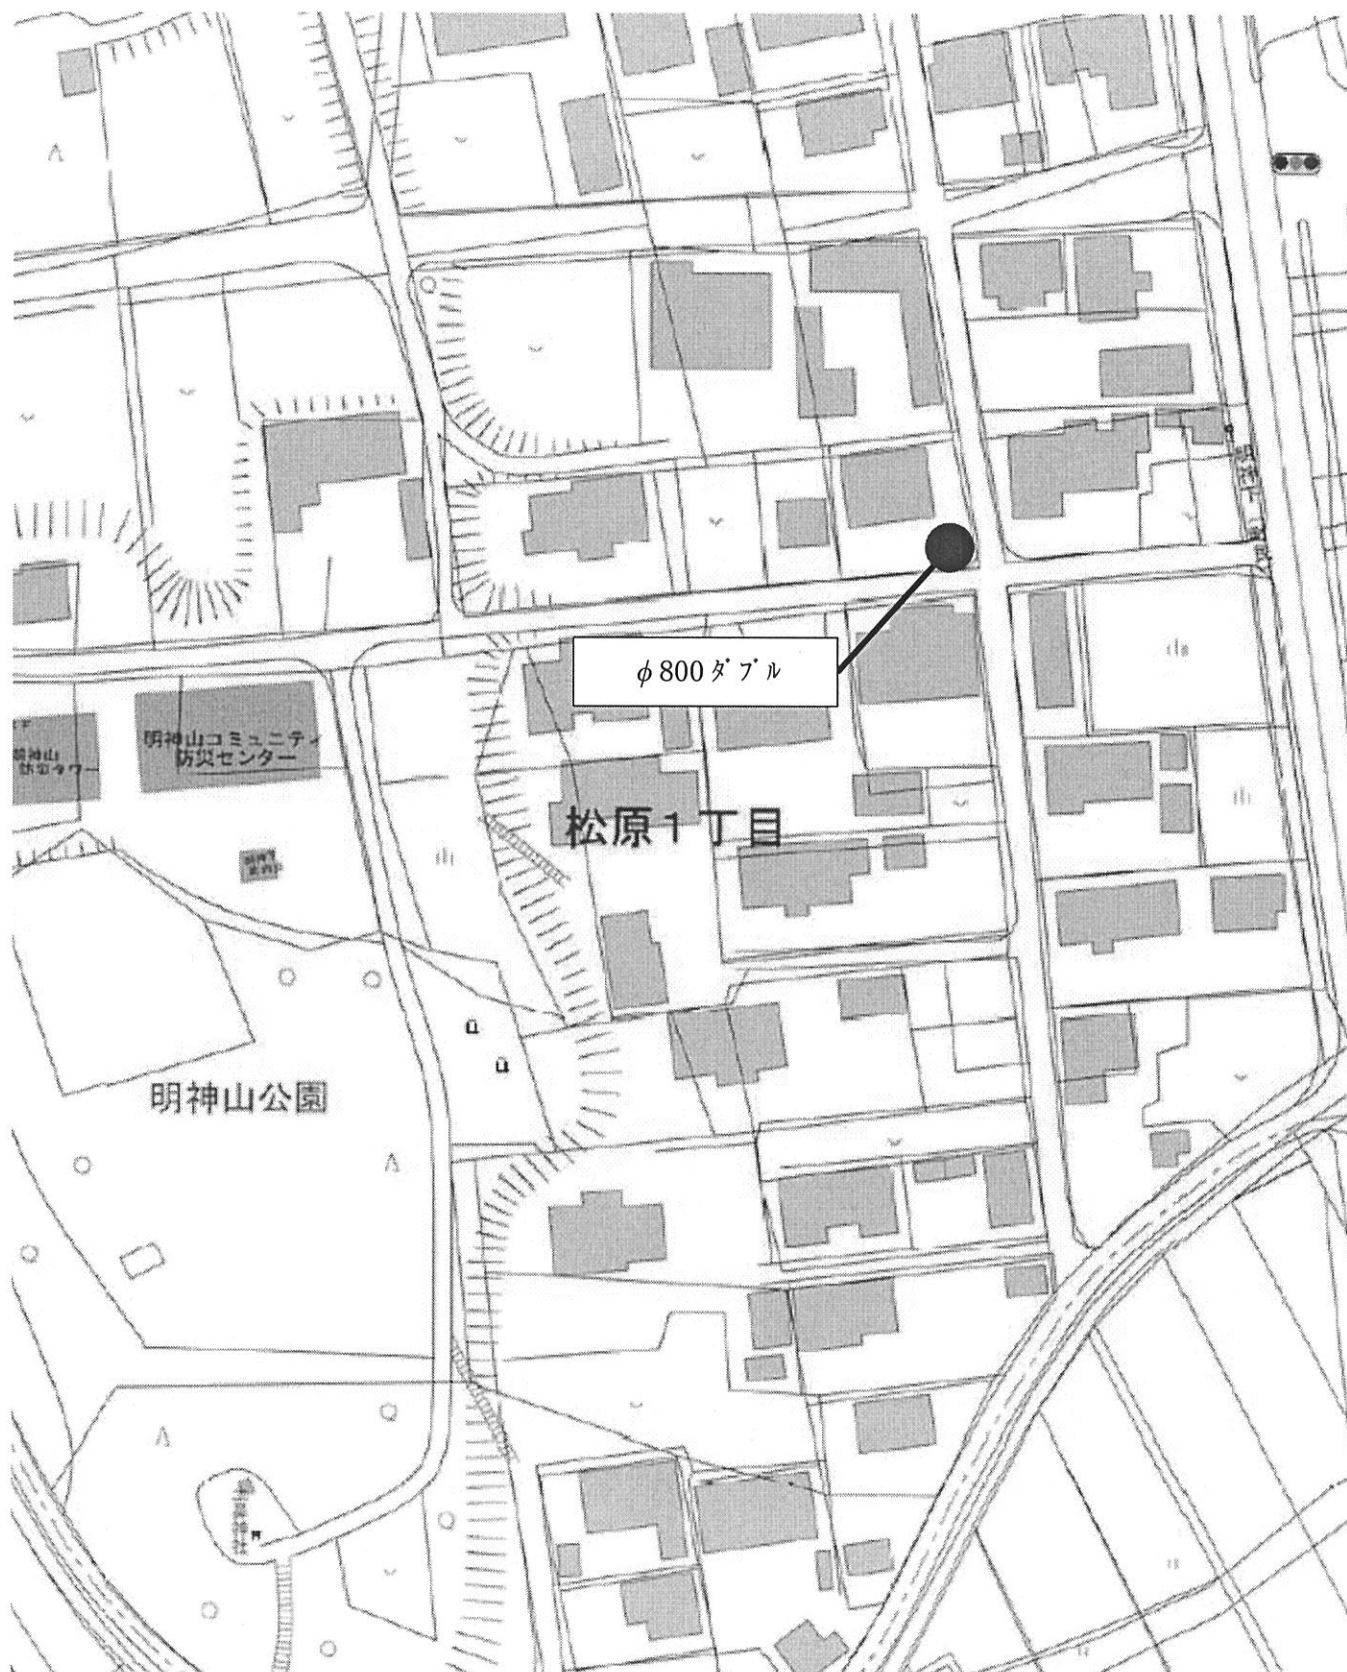 φ800ダブル
明神山コミュニティ
防災センター
明神山
防災タワー
松原1丁目
明神山公園